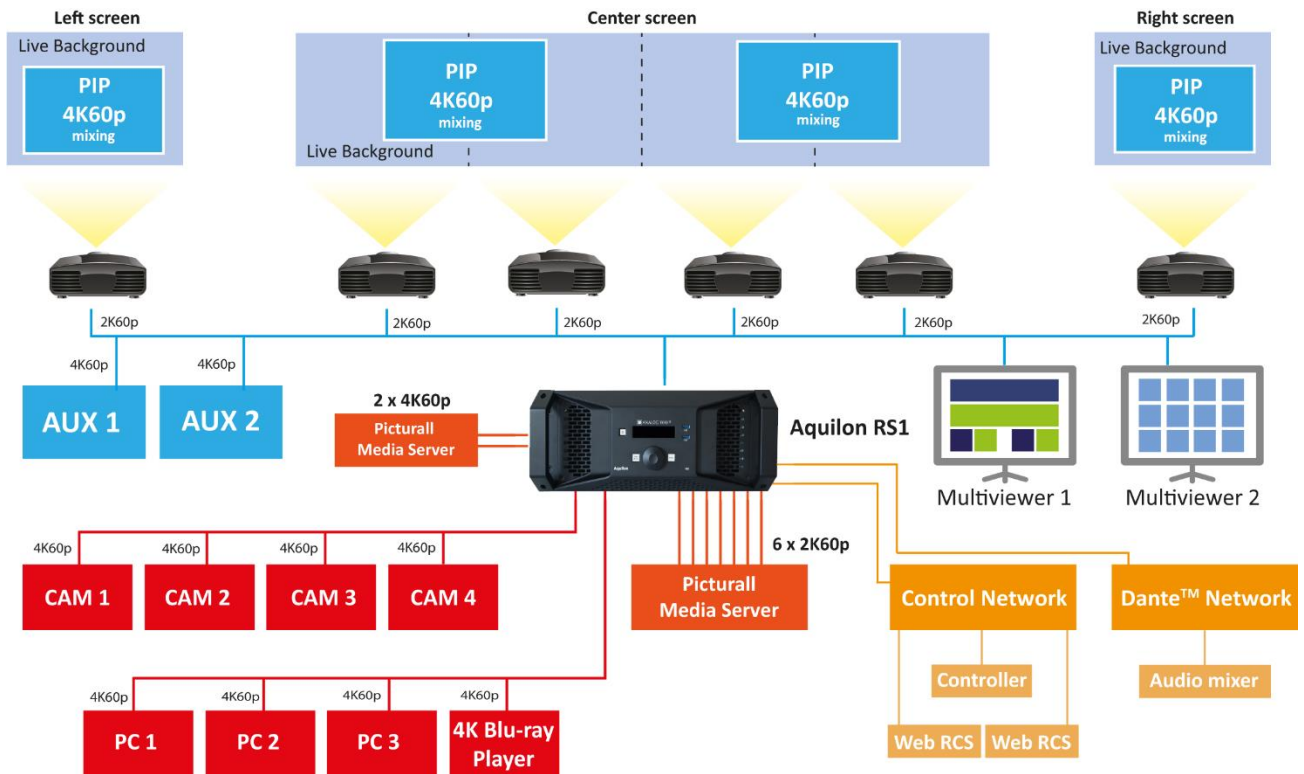 Left screen
Center screen
Right screen
Live Background
PIP
4K60p
mixing
PIP
4K60p
mixing
Live Background
PIP
4K60p
mixing
Live Background
PIP
4K60p
mixing
2K60p
2K60p
2K60p
2K60p
2K60p
2K60p
4K60p
4K60p
AUX 1
AUX 2
2 x 4K60p
Picturall
Media Server
Aquilon
Aquilon RS1
Multiviewer 1
Multiviewer 2
4K60p
4K60p
4K60p
4K60p
CAM 1
CAM 2
CAM 3
CAM 4
6 x 2K60p
Picturall
Media Server
Control Network
Dante™ Network
Controller
Audio mixer
Web RCS
Web RCS
4K60p
4K60p
4K60p
4K60p
PC 1
PC 2
PC 3
4K Blu-ray
Player